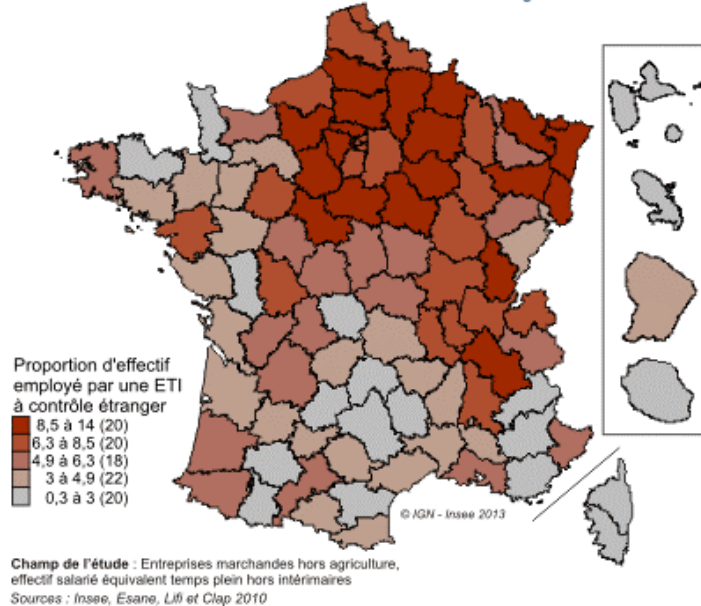 Proportion d'effectif
employé par une ETI
à contrôle étranger
8,5 à 14 (20)
6,3 à 8,5 (20)
4,9 à 6,3 (18)
3 à 4,9 (22)
0,3 à 3 (20)
© IGN - Insee 2013
Champ de l'étude : Entreprises marchandes hors agriculture,
effectif salarié équivalent temps plein hors intérimaires
Sources : Insee, Esane, Lifi et Clap 2010